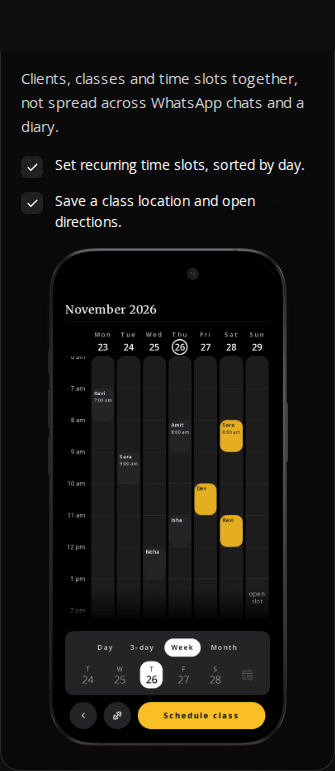 Clients, classes and time slots together,
not spread across WhatsApp chats and a
diary.
Set recurring time slots, sorted by day.
Save a class location and open
directions.
November 2026
Mon Tue Wed Thu Fri Sat Sun
23 24 25 26 27 28 29
7 am
Ravi
7:00 am
8 am
Amit
8:00 am
Sara
8:00 am
9 am
Sara
9:00 am
10 am
Dev
11 am
Isha
Ravi
12 pm
Neha
1 pm
open
slot
2 pm
Day 3-day Week Month
T W T F S
24 25 26 27 28
Schedule class